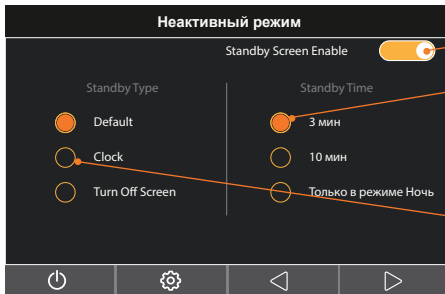 Неактивный режим
Standby Screen Enable
Standby Type
Standby Time
Default
3 мин
Clock
10 мин
Turn Off Screen
Только в режиме Ночь